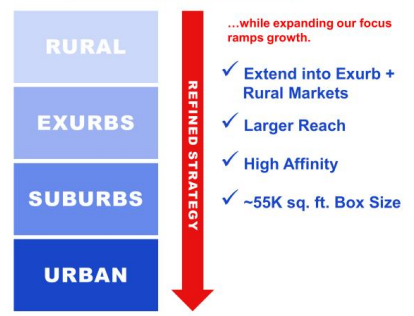 RURAL
EXURBS
SUBURBS
URBAN
REFINED STRATEGY
...while expanding our focus
ramps growth.
✓ Extend into Exurb +
Rural Markets
✓ Larger Reach
✓ High Affinity
✓ ~55K sq. ft. Box Size